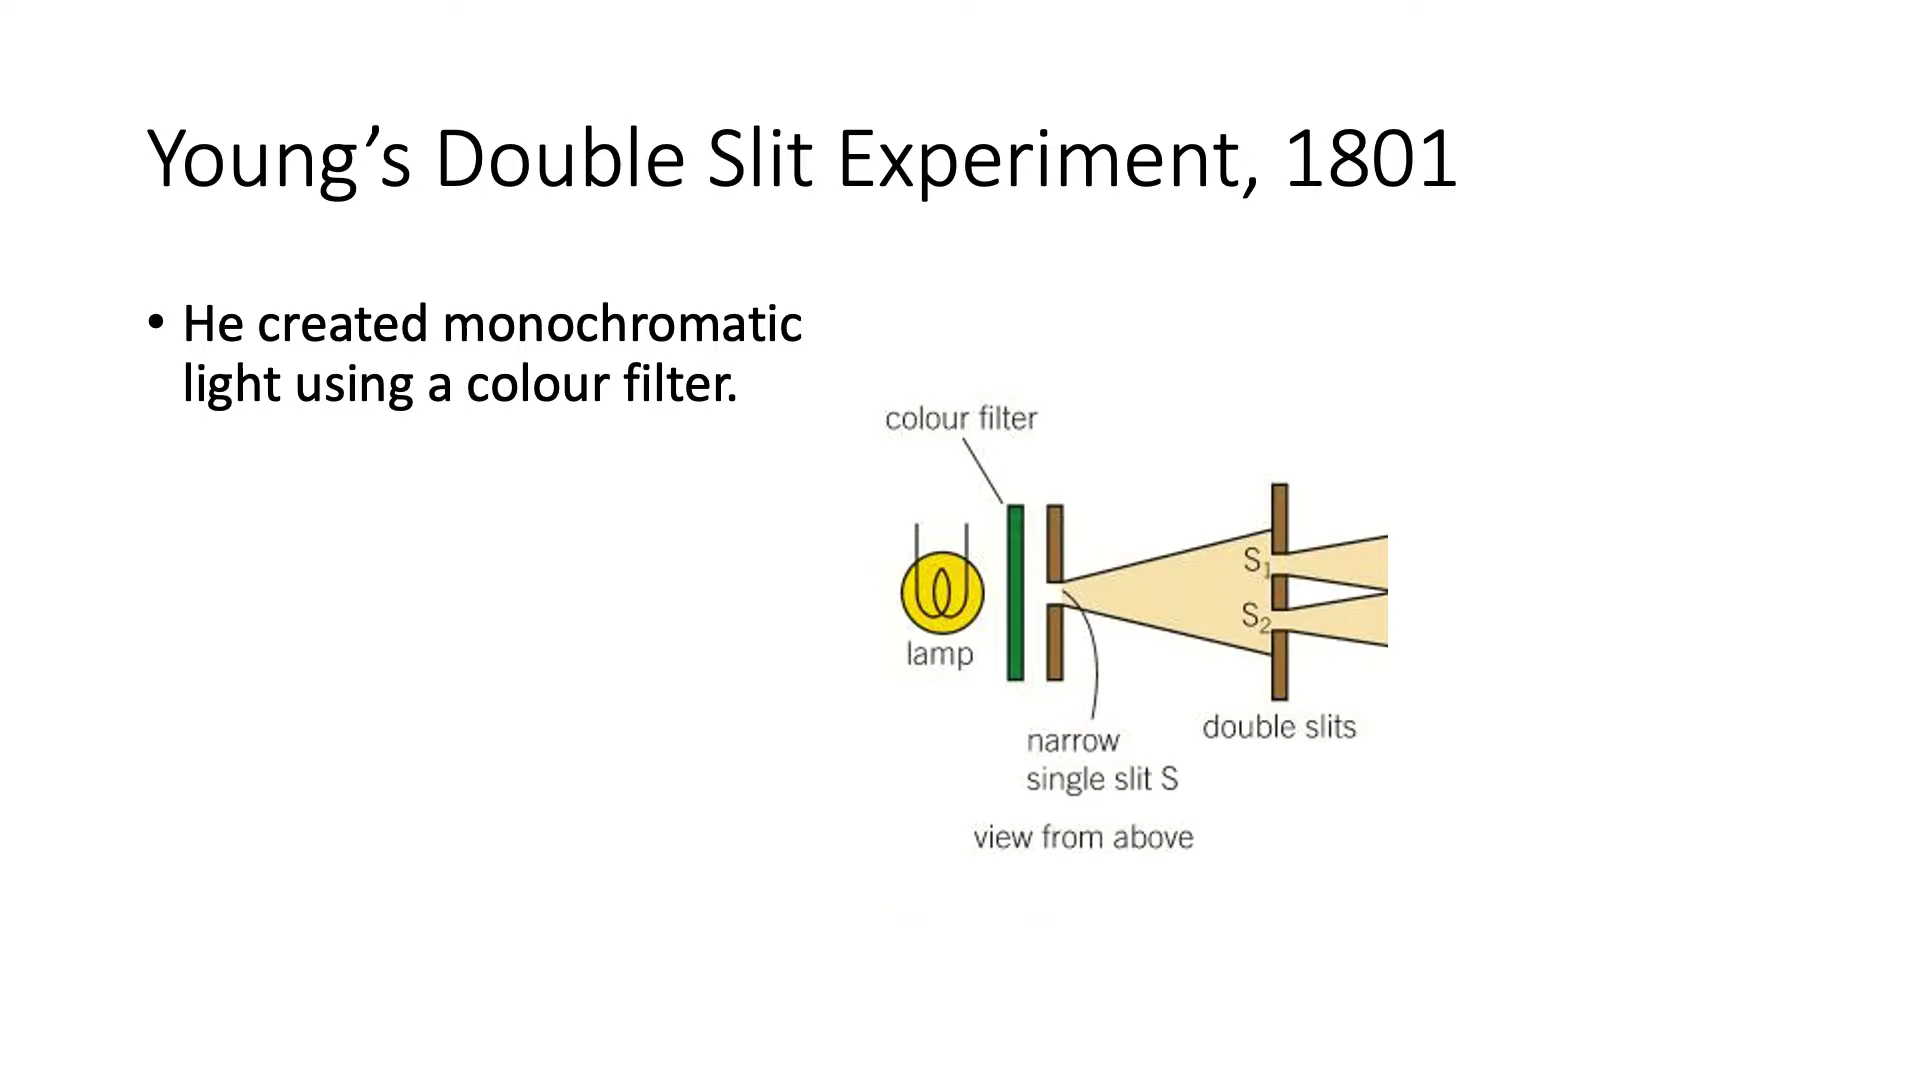 Young’s Double Slit Experiment, 1801
• He created monochromatic
light using a colour filter.
colour filter
S₁
S₂
lamp
double slits
narrow
single slit S
view from above